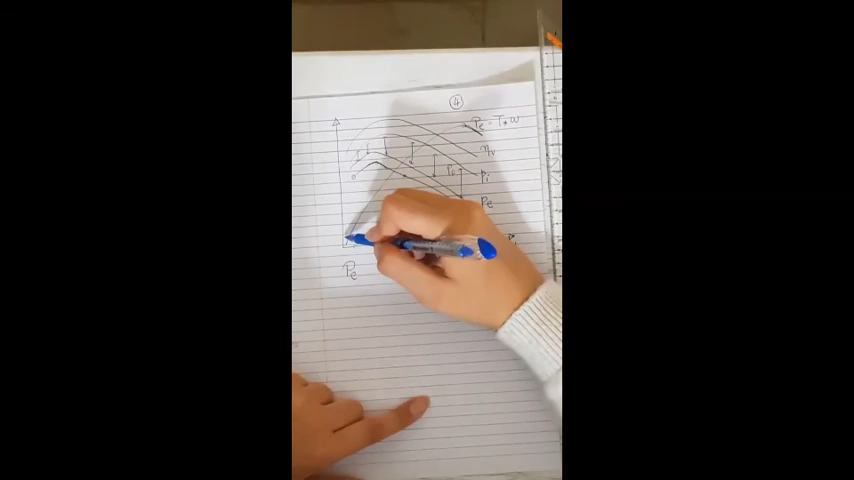 4
Pe = T * ω
ηv
Pi
Pe
Pe